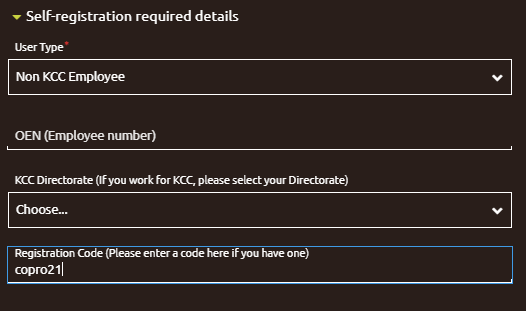 Self-registration required details
User Type*
Non KCC Employee
OEN (Employee number)
KCC Directorate (If you work for KCC, please select your Directorate)
Choose...
Registration Code (Please enter a code here if you have one)
copro21